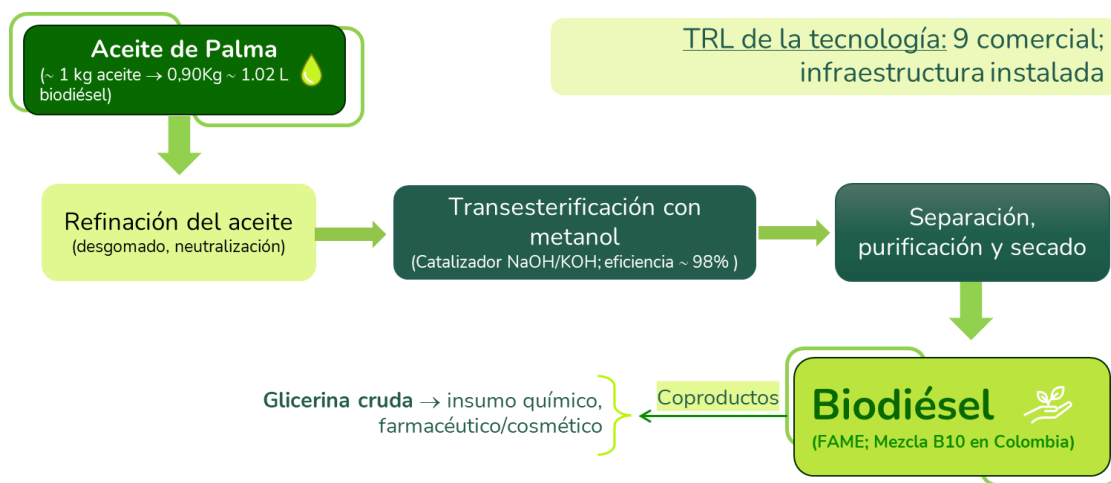 Aceite de Palma
(~ 1 kg aceite → 0,90Kg ~ 1.02 L
biodiésel)
TRL de la tecnología: 9 comercial;
infraestructura instalada
Refinación del aceite
(desgomado, neutralización)
Transesterificación con
metanol
(Catalizador NaOH/KOH; eficiencia ~ 98% )
Separación,
purificación y secado
Biodiésel
(FAME; Mezcla B10 en Colombia)
Coproductos
Glicerina cruda → insumo químico,
farmacéutico/cosmético